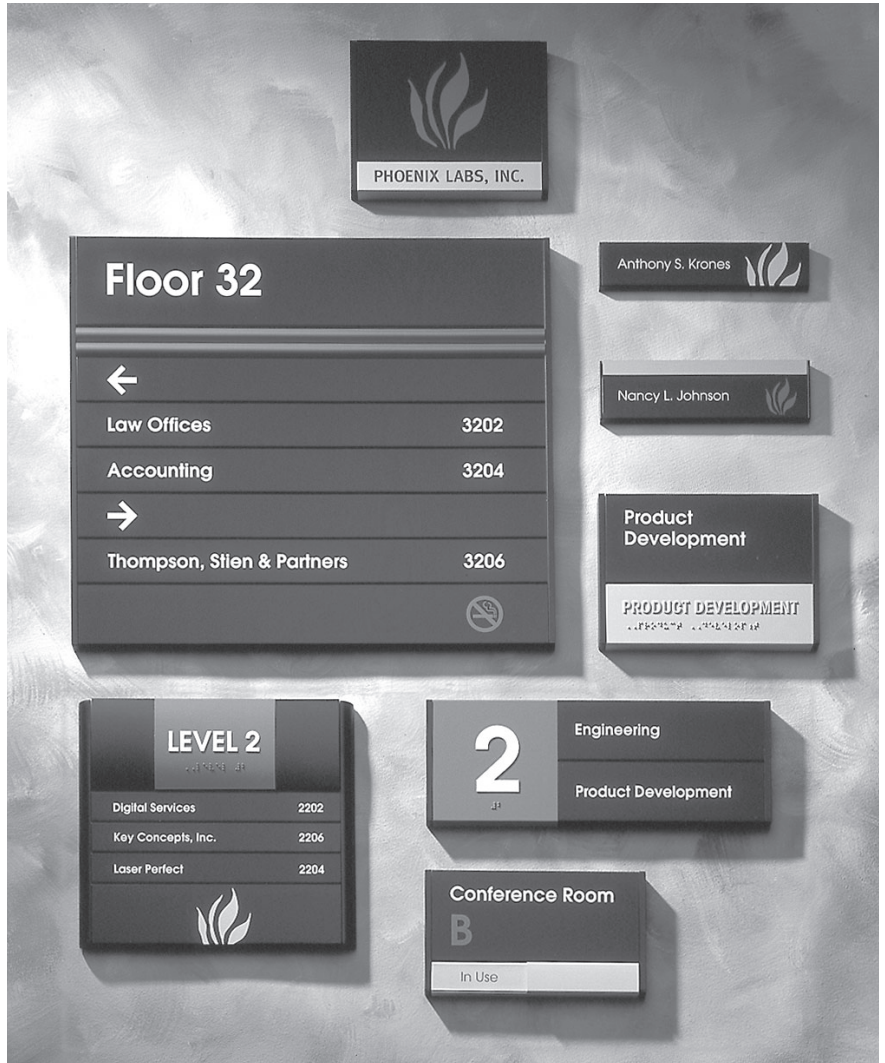 PHOENIX LABS, INC.
Floor 32
←
Law Offices 3202
Accounting 3204
→
Thompson, Stien & Partners 3206
Anthony S. Krones
Nancy L. Johnson
Product
Development
PRODUCT DEVELOPMENT
LEVEL 2
Digital Services 2202
Key Concepts, Inc. 2206
Laser Perfect 2204
2
Engineering
Product Development
Conference Room
B
In Use